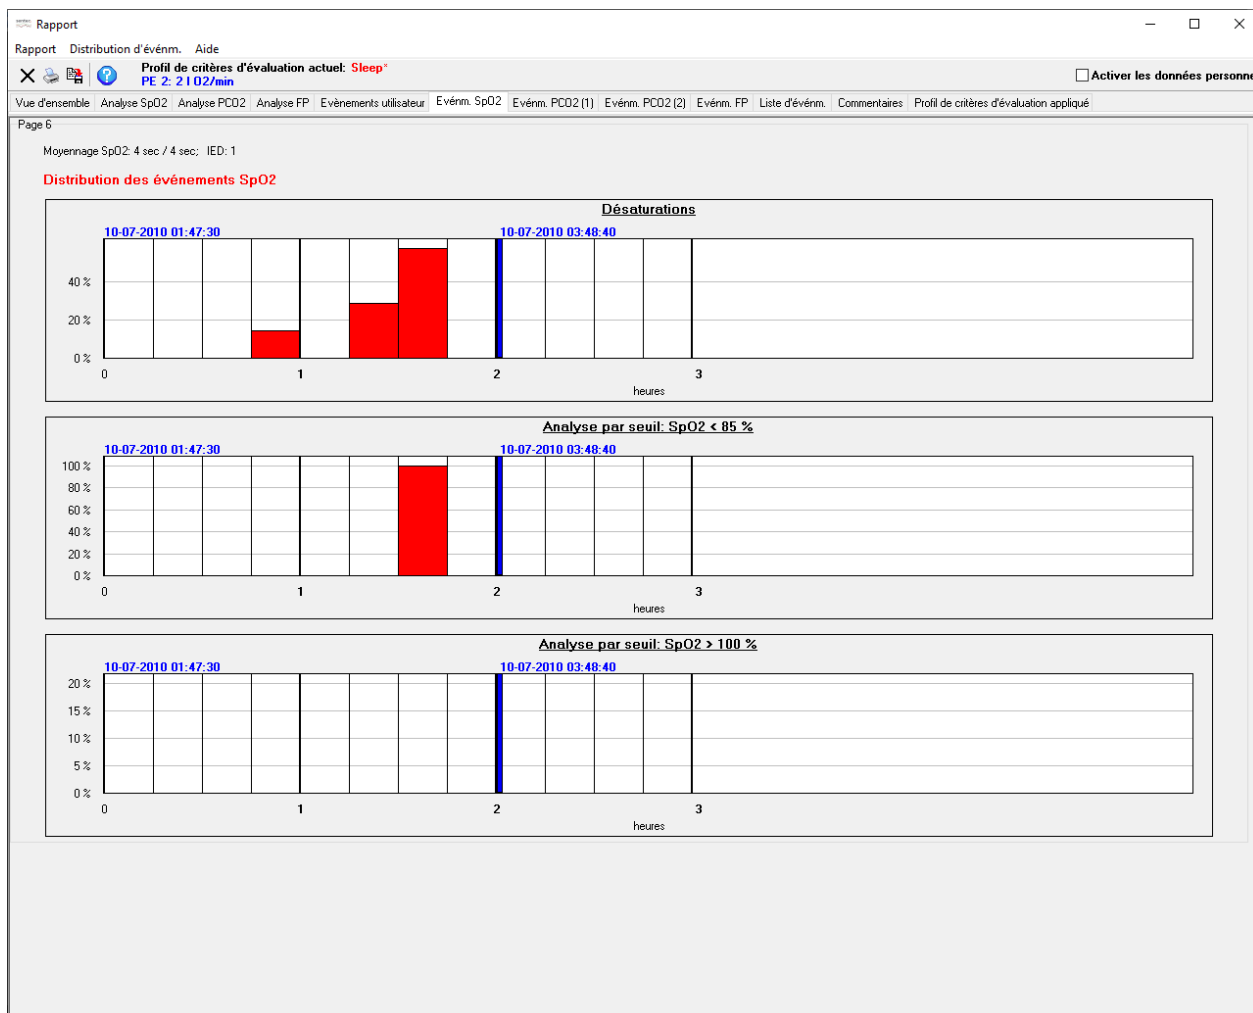 Rapport
Rapport Distribution d'événm. Aide
Profil de critères d'évaluation actuel: Sleep*
PE 2: 2 l O2/min
Activer les données personne
Vue d'ensemble Analyse SpO2 Analyse PCO2 Analyse FP Evènements utilisateur Evénm. SpO2 Evénm. PCO2 (1) Evénm. PCO2 (2) Evénm. FP Liste d'événm. Commentaires Profil de critères d'évaluation appliqué
Page 6
Moyennage SpO2: 4 sec / 4 sec; IED: 1
Distribution des événements SpO2
Désaturations
10-07-2010 01:47:30 10-07-2010 03:48:40
40 %
20 %
0 %
0 1 2 3
heures
Analyse par seuil: SpO2 < 85 %
10-07-2010 01:47:30 10-07-2010 03:48:40
100 %
80 %
60 %
40 %
20 %
0 %
0 1 2 3
heures
Analyse par seuil: SpO2 > 100 %
10-07-2010 01:47:30 10-07-2010 03:48:40
20 %
15 %
10 %
5 %
0 %
0 1 2 3
heures